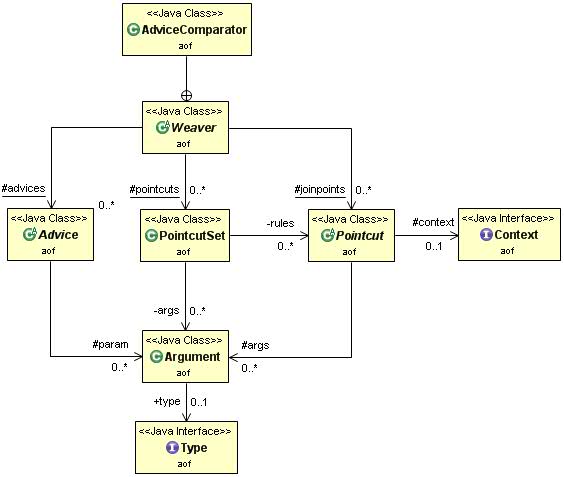 <<Java Class>>
AdviceComparator
aof
<<Java Class>>
Weaver
aof
#advices
0..*
#pointcuts
0..*
#joinpoints
0..*
<<Java Class>>
Advice
aof
<<Java Class>>
PointcutSet
aof
-rules
0..*
<<Java Class>>
Pointcut
aof
#context
0..1
<<Java Interface>>
Context
aof
-args
0..*
#param
0..*
<<Java Class>>
Argument
aof
#args
0..*
+type
0..1
<<Java Interface>>
Type
aof